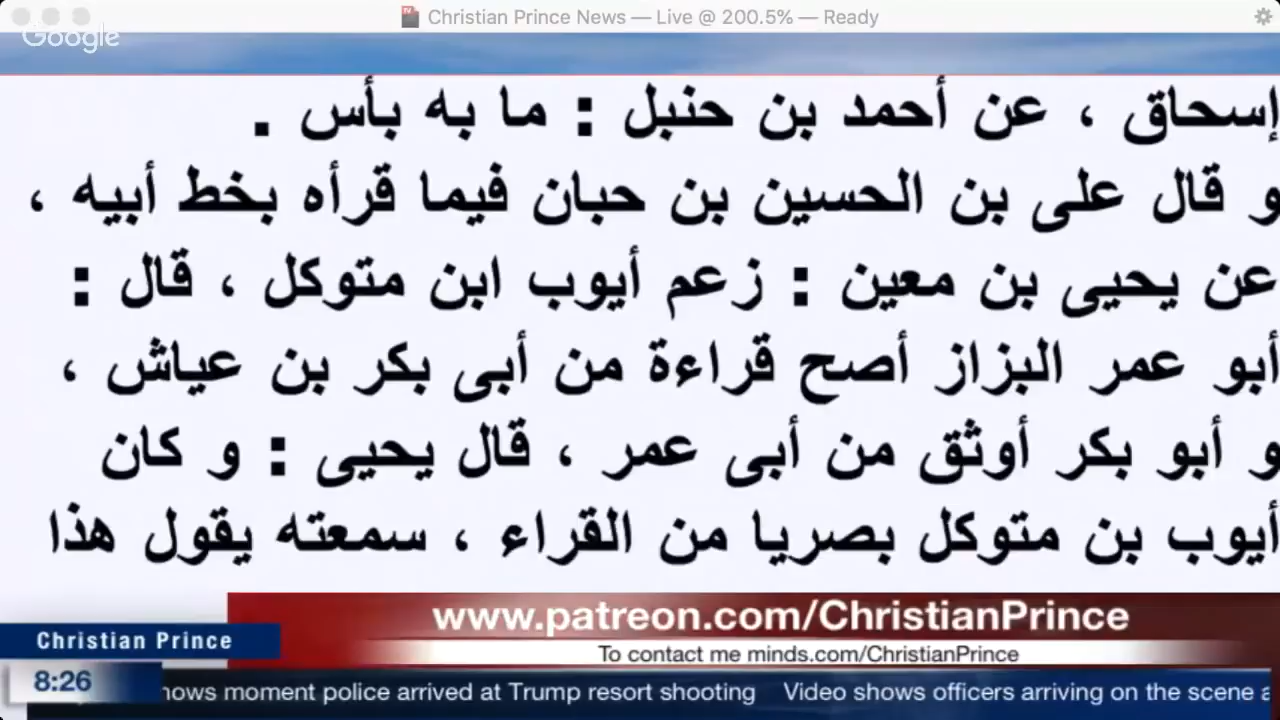 Christian Prince News — Live @ 200.5% — Ready
Google
إسحاق ، عن أحمد بن حنبل : ما به بأس .
و قال على بن الحسين بن حبان فيما قرأه بخط أبيه ،
عن يحيى بن معين : زعم أيوب ابن متوكل ، قال :
أبو عمر البزاز أصح قراءة من أبى بكر بن عياش ،
و أبو بكر أوثق من أبى عمر ، قال يحيى : و كان
أيوب بن متوكل بصريا من القراء ، سمعته يقول هذا
www.patreon.com/ChristianPrince
Christian Prince
To contact me minds.com/ChristianPrince
8:26
moment police arrived at Trump resort shooting Video shows officers arriving on the scene